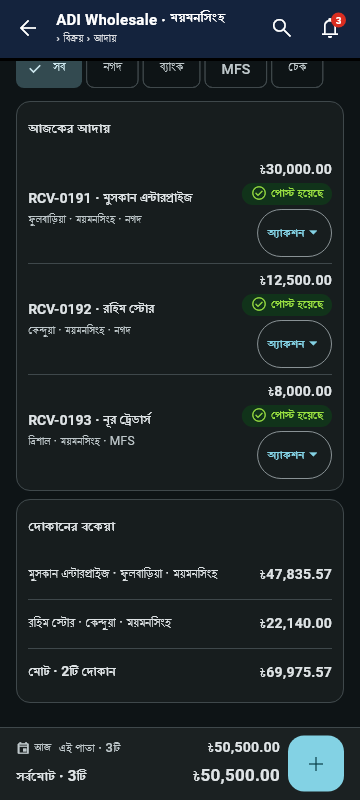 ADI Wholesale · ময়মনসিংহ
3
› বিক্রয় › আদায়
সব
নগদ
ব্যাংক
MFS
চেক
আজকের আদায়
৳30,000.00
RCV-0191 · মুসকান এন্টারপ্রাইজ
পোস্ট হয়েছে
ফুলবাড়িয়া · ময়মনসিংহ · নগদ
অ্যাকশন
৳12,500.00
RCV-0192 · রহিম স্টোর
পোস্ট হয়েছে
কেন্দুয়া · ময়মনসিংহ · নগদ
অ্যাকশন
৳8,000.00
RCV-0193 · নূর ট্রেডার্স
পোস্ট হয়েছে
ত্রিশাল · ময়মনসিংহ · MFS
অ্যাকশন
দোকানের বকেয়া
মুসকান এন্টারপ্রাইজ · ফুলবাড়িয়া · ময়মনসিংহ ৳47,835.57
রহিম স্টোর · কেন্দুয়া · ময়মনসিংহ ৳22,140.00
মোট · 2টি দোকান ৳69,975.57
আজ এই পাতা · 3টি ৳50,500.00
সর্বমোট · 3টি ৳50,500.00